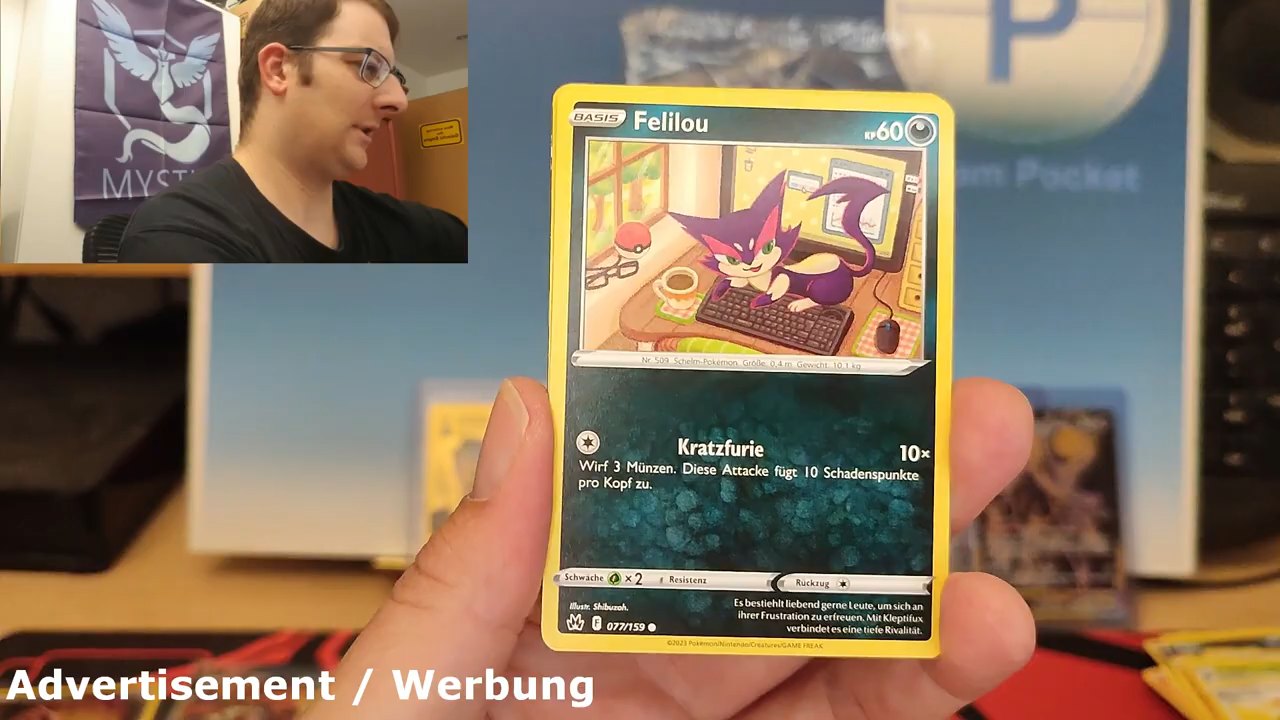 MYST
P
am Pocket
BASIS Felilou KP60
Nr. 509 Schelm-Pokémon Größe: 0,4 m Gewicht: 10,1 kg
Kratzfurie 10×
Wirf 3 Münzen. Diese Attacke fügt 10 Schadenspunkte
pro Kopf zu.
Schwäche ×2 Resistenz Rückzug
Illustr. Shibuzoh.
F 077/159
Es bestiehlt liebend gerne Leute, um sich an
ihrer Frustration zu erfreuen. Mit Kleptifux
verbindet es eine tiefe Rivalität.
©2023 Pokémon/Nintendo/Creatures/GAME FREAK
Advertisement / Werbung